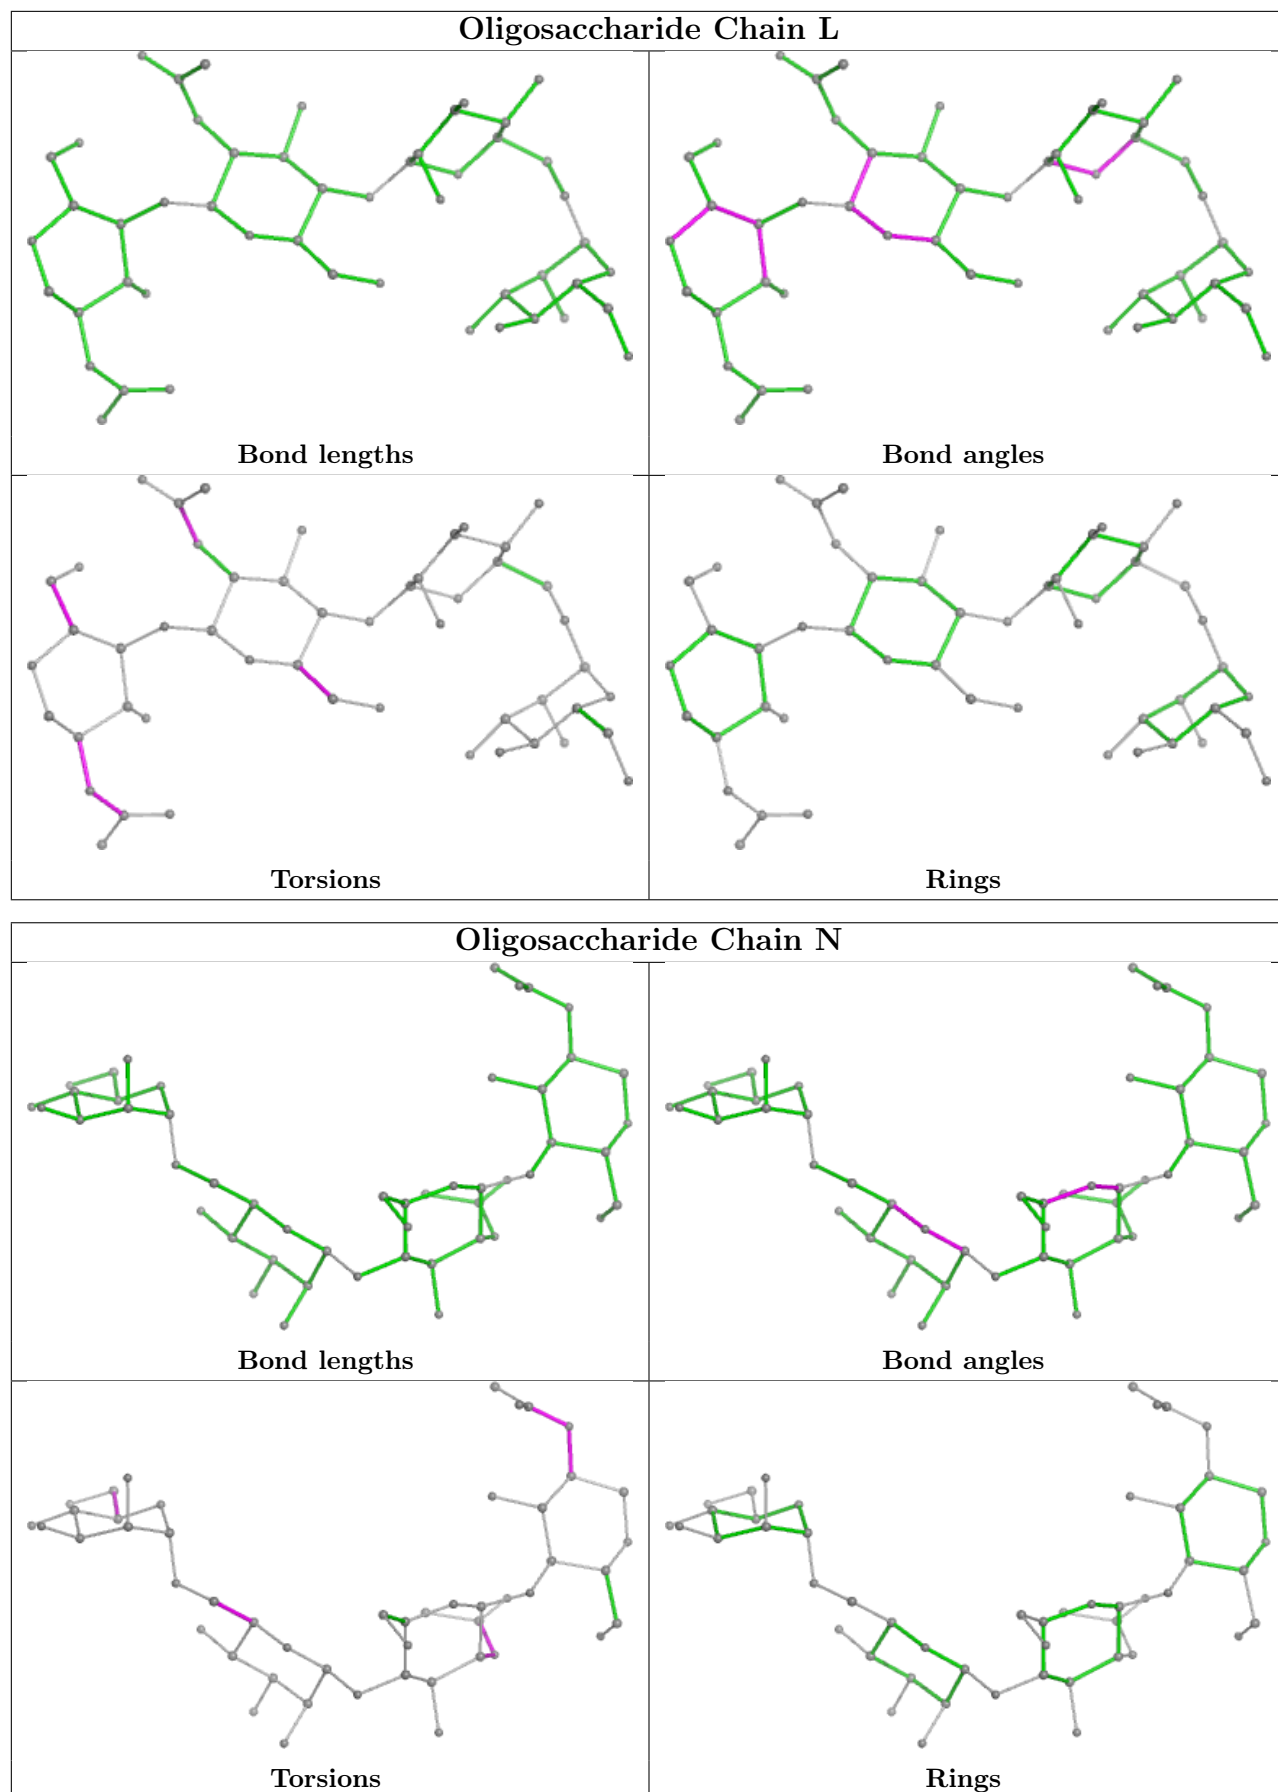 Oligosaccharide Chain L
Bond lengths
Bond angles
Torsions
Rings
Oligosaccharide Chain N
Bond lengths
Bond angles
Torsions
Rings